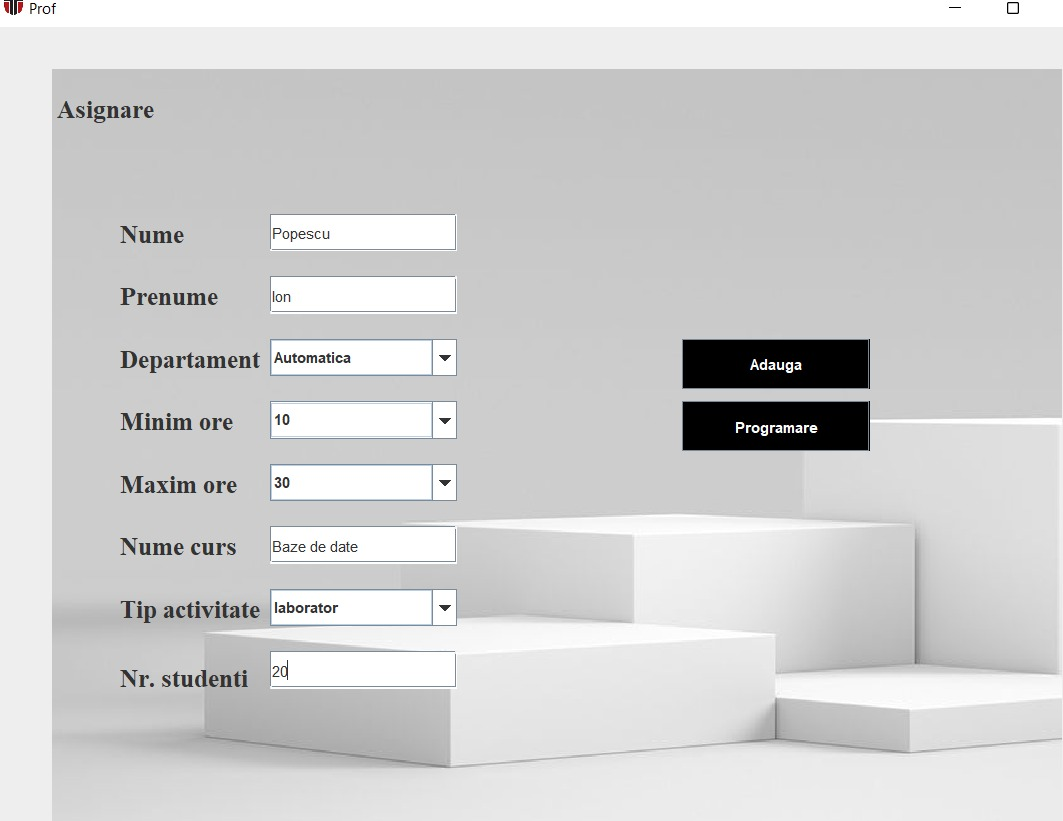 Prof
Asignare
Nume Popescu
Prenume Ion
Departament Automatica
Adauga
Minim ore 10
Programare
Maxim ore 30
Nume curs Baze de date
Tip activitate laborator
Nr. studenti 20